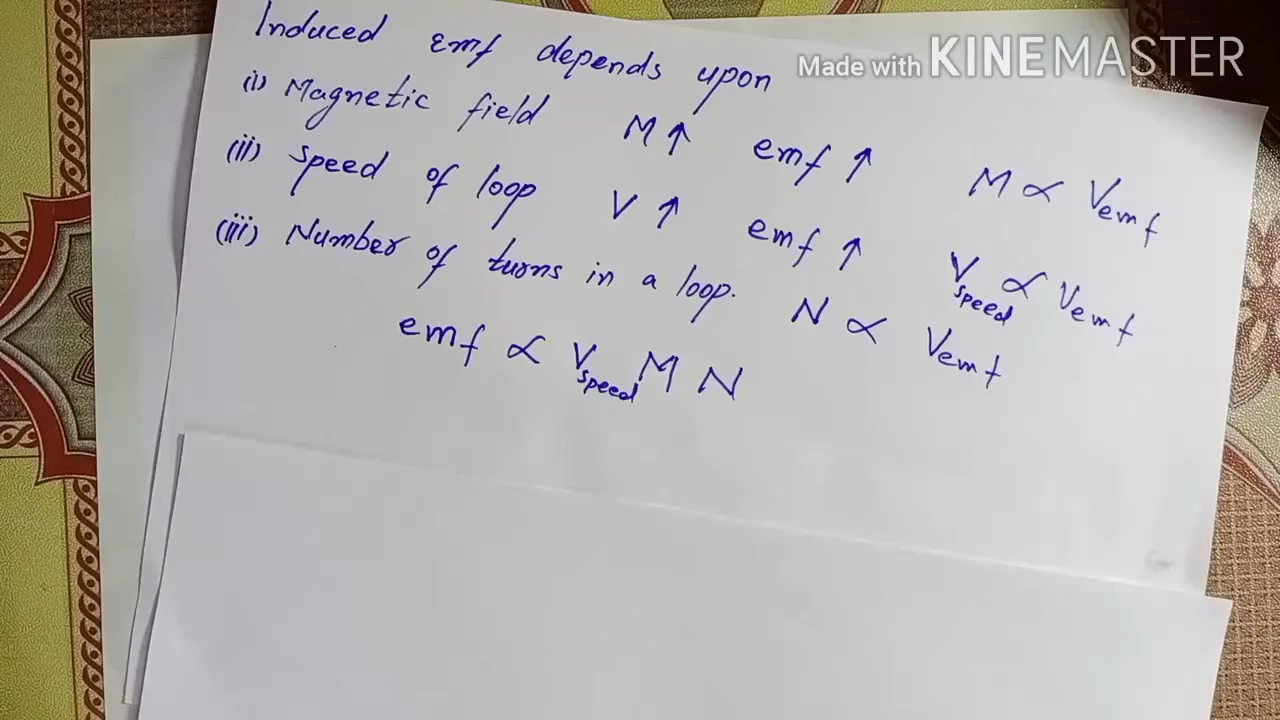 Made with KINEMASTER
Induced emf depends upon
(i) Magnetic field M↑ emf ↑ M ∝ Vemf
(ii) Speed of loop V ↑ emf ↑ Vspeed ∝ Vemf
(iii) Number of turns in a loop. N ∝ Vemf
emf ∝ Vspeed M N